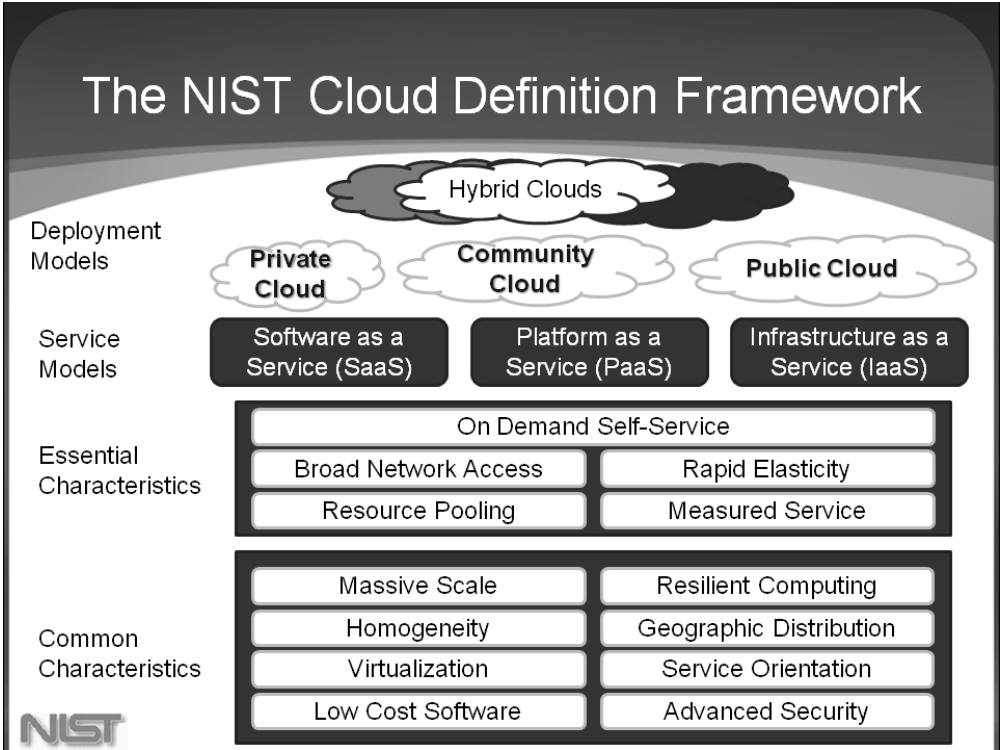 The NIST Cloud Definition Framework
Hybrid Clouds
Deployment
Models
Private
Cloud
Community
Cloud
Public Cloud
Service
Models
Software as a
Service (SaaS)
Platform as a
Service (PaaS)
Infrastructure as a
Service (IaaS)
Essential
Characteristics
On Demand Self-Service
Broad Network Access
Rapid Elasticity
Resource Pooling
Measured Service
Common
Characteristics
Massive Scale
Resilient Computing
Homogeneity
Geographic Distribution
Virtualization
Service Orientation
Low Cost Software
Advanced Security
NIST